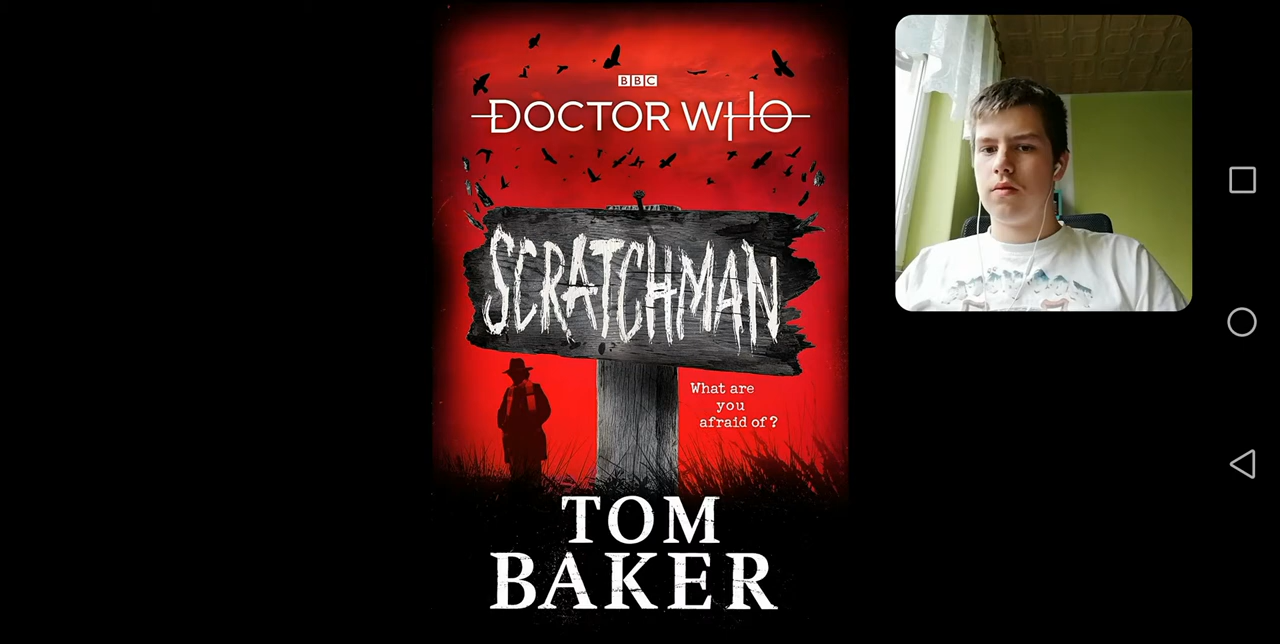 BBC
DOCTOR WHO
SCRATCHMAN
What are
you
afraid of?
TOM
BAKER